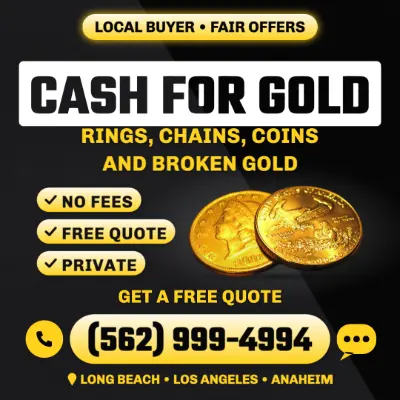 LOCAL BUYER • FAIR OFFERS
CASH FOR GOLD
RINGS, CHAINS, COINS
AND BROKEN GOLD
NO FEES
FREE QUOTE
PRIVATE
GET A FREE QUOTE
(562) 999-4994
LONG BEACH • LOS ANGELES • ANAHEIM